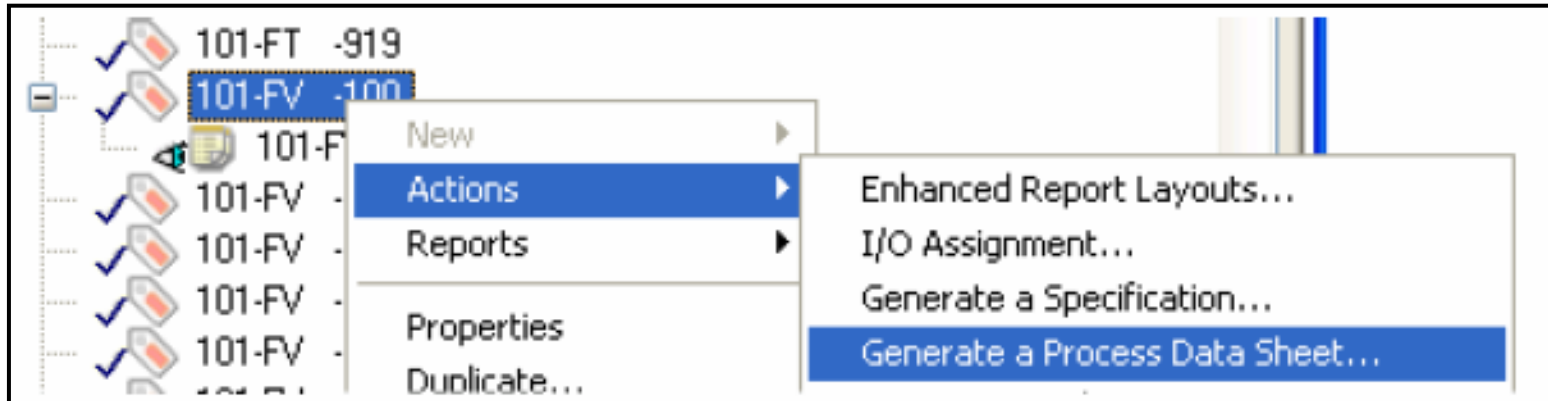 101-FT -919
101-FV -100
101-F
101-FV -
101-FV -
101-FV -
101-FV -
New
Actions
Reports
Properties
Duplicate...
Enhanced Report Layouts...
I/O Assignment...
Generate a Specification...
Generate a Process Data Sheet...